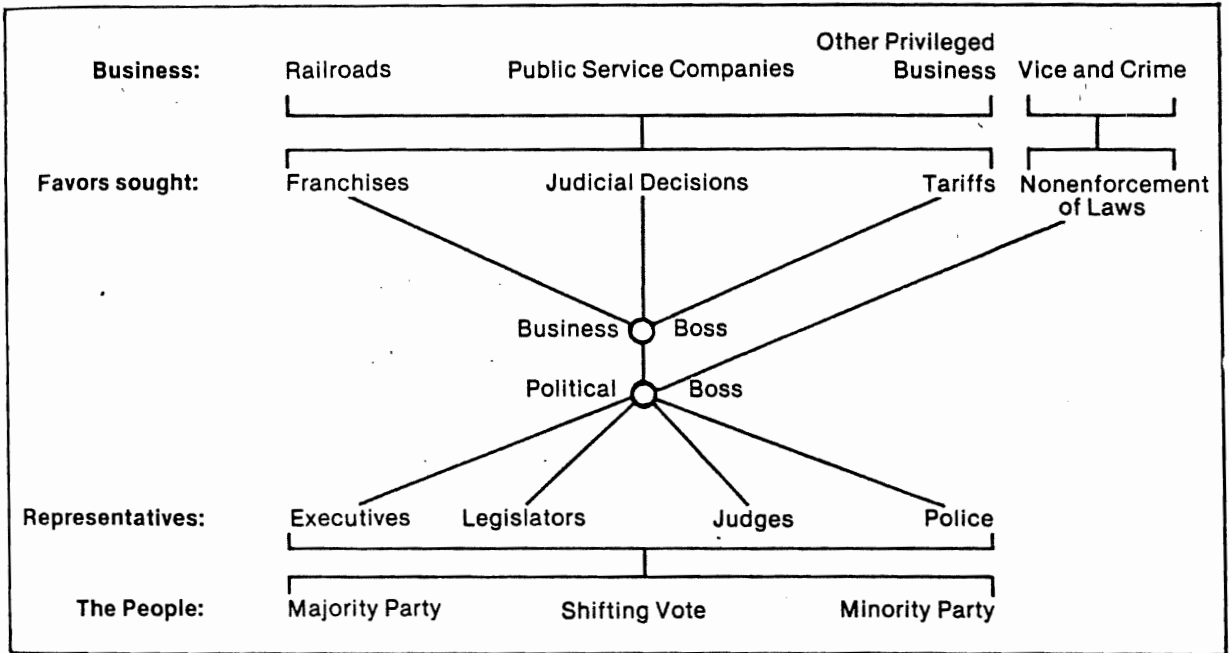 Other Privileged
Business: Railroads Public Service Companies Business Vice and Crime
Favors sought: Franchises Judicial Decisions Tariffs Nonenforcement
of Laws
Business Boss
Political Boss
Representatives: Executives Legislators Judges Police
The People: Majority Party Shifting Vote Minority Party